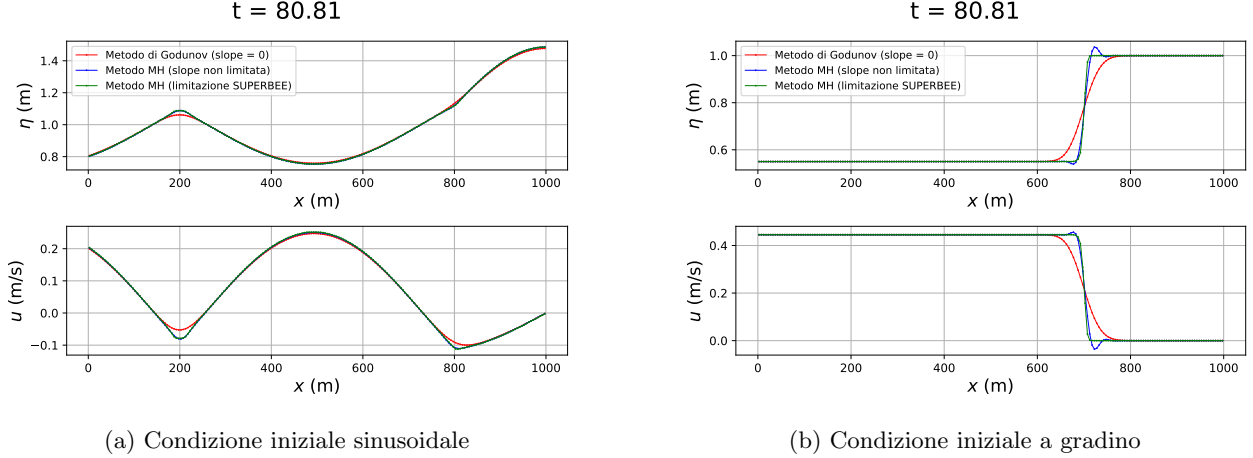 t = 80.81
Metodo di Godunov (slope = 0)
Metodo MH (slope non limitata)
Metodo MH (limitazione SUPERBEE)
η (m)
1.4
1.2
1.0
0.8
0 200 400 600 800 1000
x (m)
u (m/s)
0.2
0.1
0.0
−0.1
0 200 400 600 800 1000
x (m)
(a) Condizione iniziale sinusoidale
t = 80.81
Metodo di Godunov (slope = 0)
Metodo MH (slope non limitata)
Metodo MH (limitazione SUPERBEE)
η (m)
1.0
0.8
0.6
0 200 400 600 800 1000
x (m)
u (m/s)
0.4
0.2
0.0
0 200 400 600 800 1000
x (m)
(b) Condizione iniziale a gradino